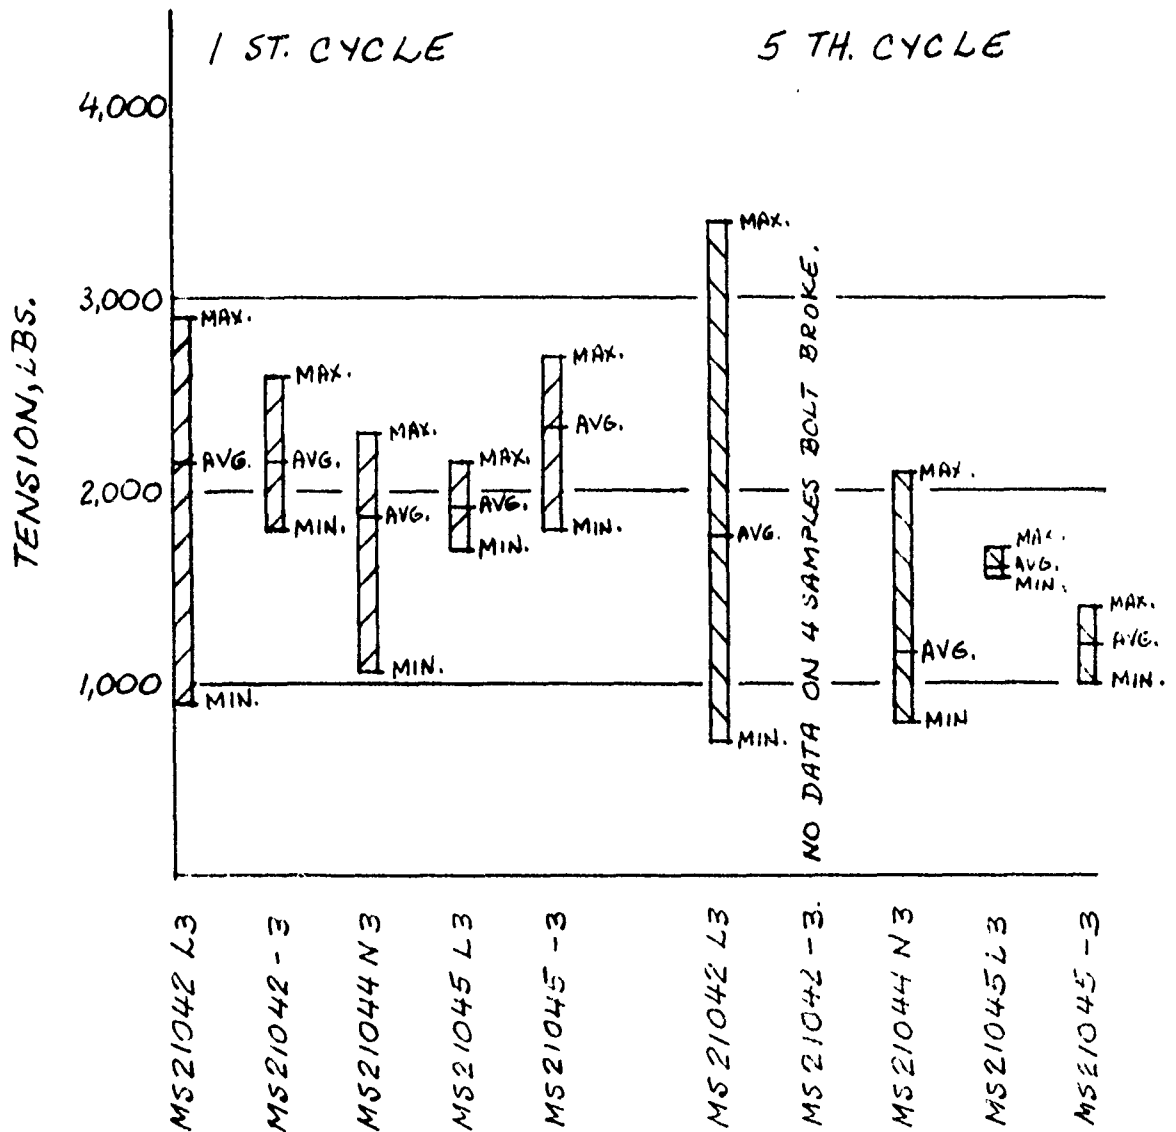 1 ST. CYCLE
5 TH. CYCLE
TENSION, LBS.
4,000
3,000
2,000
1,000
MAX.
AVG.
MIN.
MAX.
AVG.
MIN.
MAX.
AVG.
MIN.
MAX.
AVG.
MIN.
MAX.
AVG.
MIN.
MAX.
AVG.
MIN.
NO DATA ON 4 SAMPLES BOLT BROKE.
MAX.
AVG.
MIN
MAX.
AVG.
MIN.
MAX.
AVG.
MIN.
MS21042 L3
MS21042-3
MS21044 N3
MS21045 L3
MS21045-3
MS21042 L3
MS21042-3.
MS21044 N3
MS21045 L3
MS21045-3